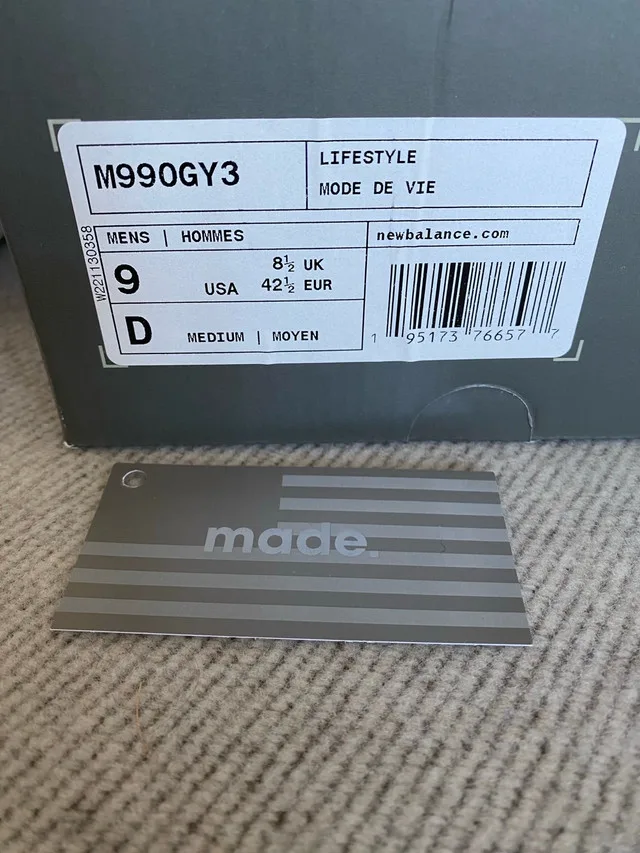 M990GY3
LIFESTYLE
MODE DE VIE
W221130358
MENS | HOMMES
newbalance.com
9
USA
8½ UK
42½ EUR
D
MEDIUM | MOYEN
1 95173 76657 7
made.